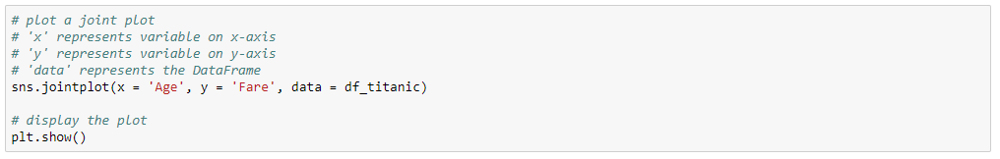 # plot a joint plot
# 'x' represents variable on x-axis
# 'y' represents variable on y-axis
# 'data' represents the DataFrame
sns.jointplot(x = 'Age', y = 'Fare', data = df_titanic)
# display the plot
plt.show()